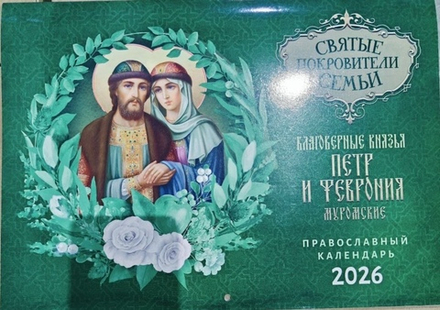 СВЯТЫЕ
ПОКРОВИТЕЛИ
СЕМЬИ
БЛАГОВЕРНЫЕ КНЯЗЬЯ
ПЕТР
И ФЕВРОНИЯ
МУРОМСКИЕ
ПРАВОСЛАВНЫЙ
КАЛЕНДАРЬ
2026